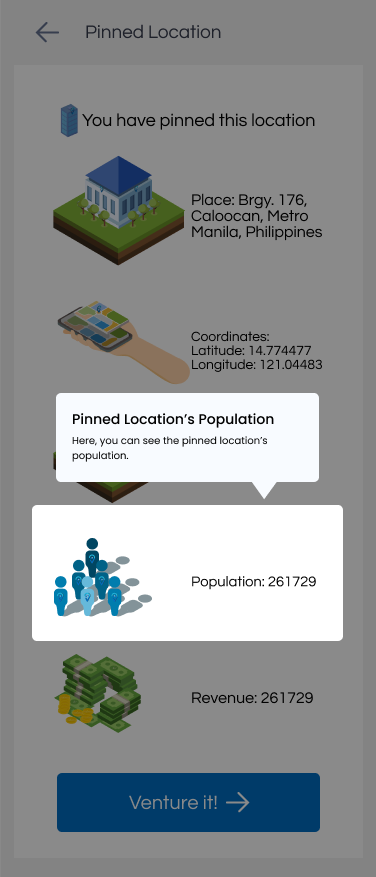 Pinned Location
You have pinned this location
Place: Brgy. 176,
Caloocan, Metro
Manila, Philippines
Coordinates:
Latitude: 14.774477
Longitude: 121.04483
Pinned Location’s Population
Here, you can see the pinned location’s
population.
Population: 261729
Revenue: 261729
Venture it!